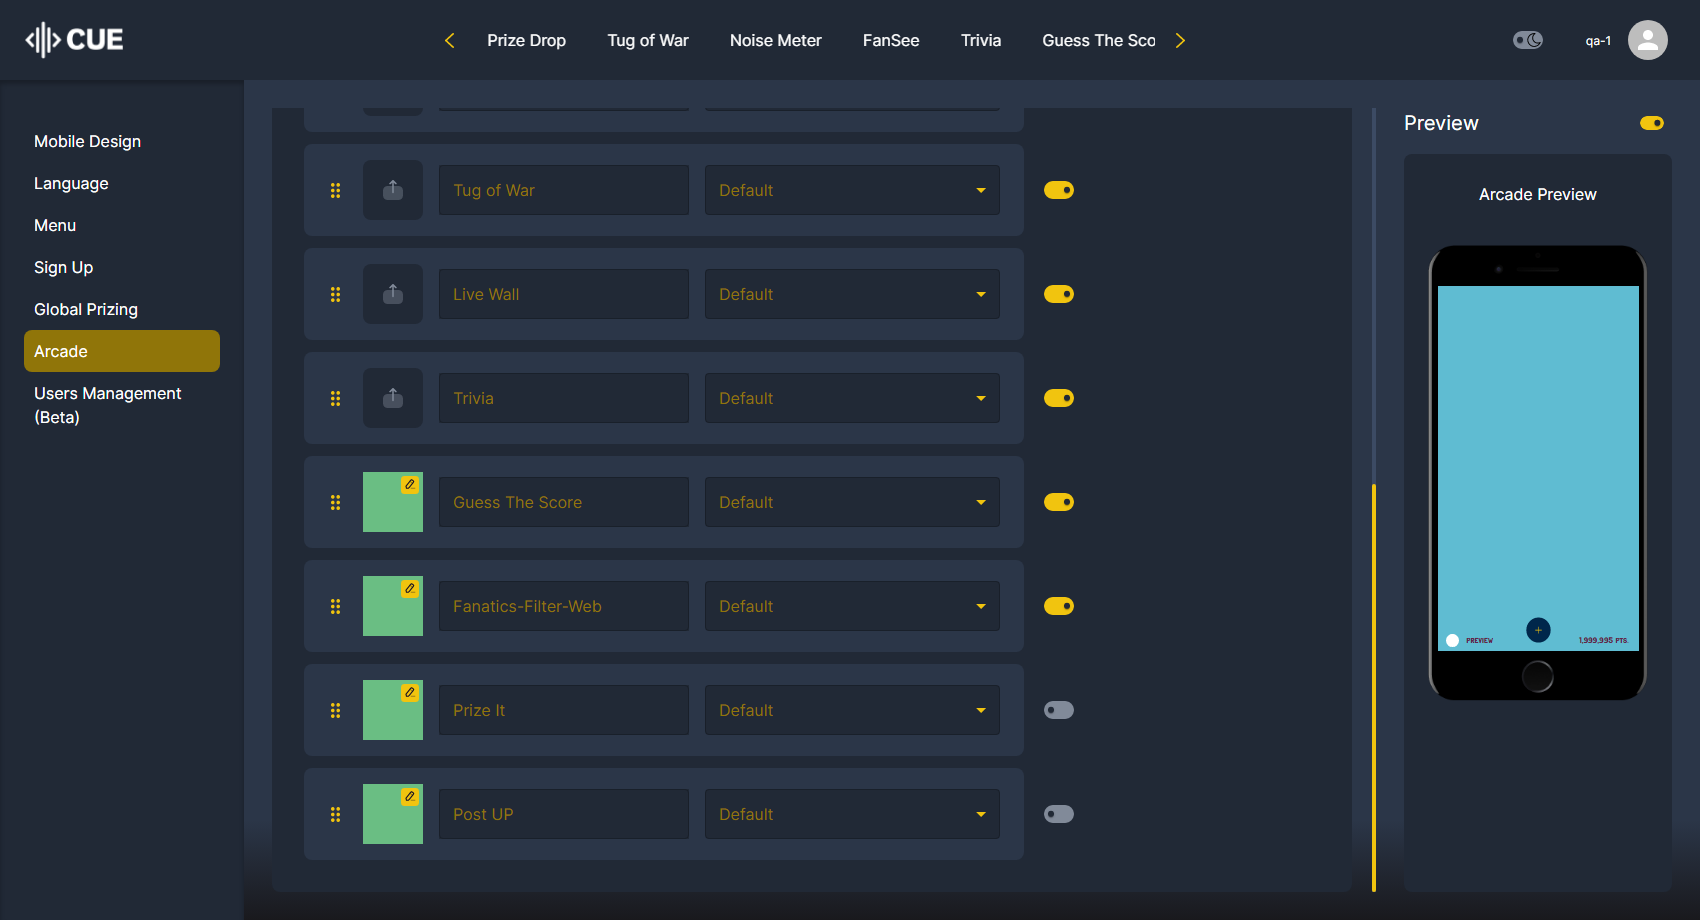 CUE
Prize Drop
Tug of War
Noise Meter
FanSee
Trivia
Guess The Sco
qa-1
Mobile Design
Language
Menu
Sign Up
Global Prizing
Arcade
Users Management
(Beta)
Tug of War
Default
Live Wall
Default
Trivia
Default
Guess The Score
Default
Fanatics-Filter-Web
Default
Prize It
Default
Post UP
Default
Preview
Arcade Preview
PREVIEW
1,999,995 PTS.